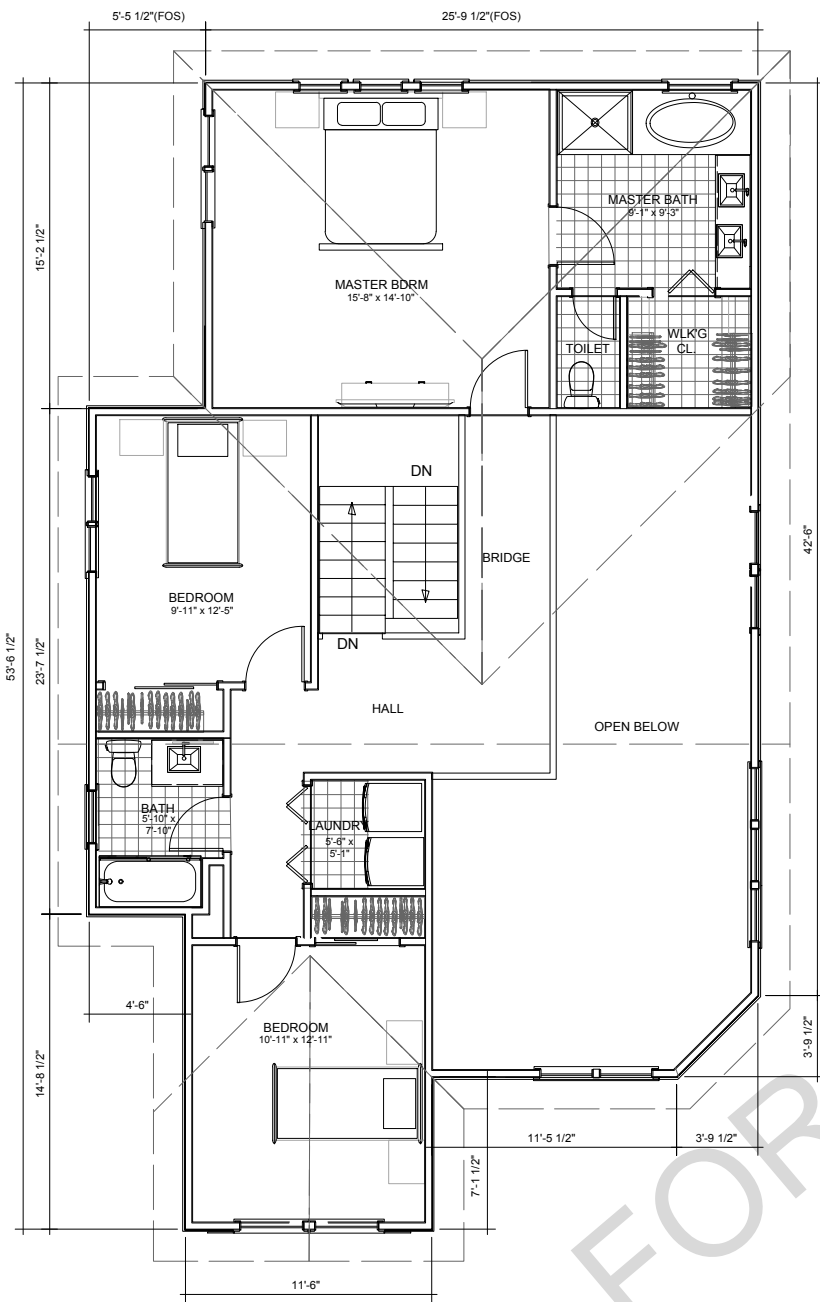 5'-5 1/2"(FOS)
25'-9 1/2"(FOS)
15'-2 1/2"
MASTER BATH
9'-1" x 9'-3"
MASTER BDRM
15'-8" x 14'-10"
TOILET
WLK'G
CL.
DN
BRIDGE
42'-6"
BEDROOM
9'-11" x 12'-5"
DN
53'-6 1/2"
23'-7 1/2"
HALL
OPEN BELOW
BATH
5'-10" x
7'-10"
LAUNDRY
5'-6" x
5'-1"
4'-6"
BEDROOM
10'-11" x 12'-11"
3'-9 1/2"
14'-8 1/2"
11'-5 1/2"
3'-9 1/2"
7'-1 1/2"
11'-6"
FOR